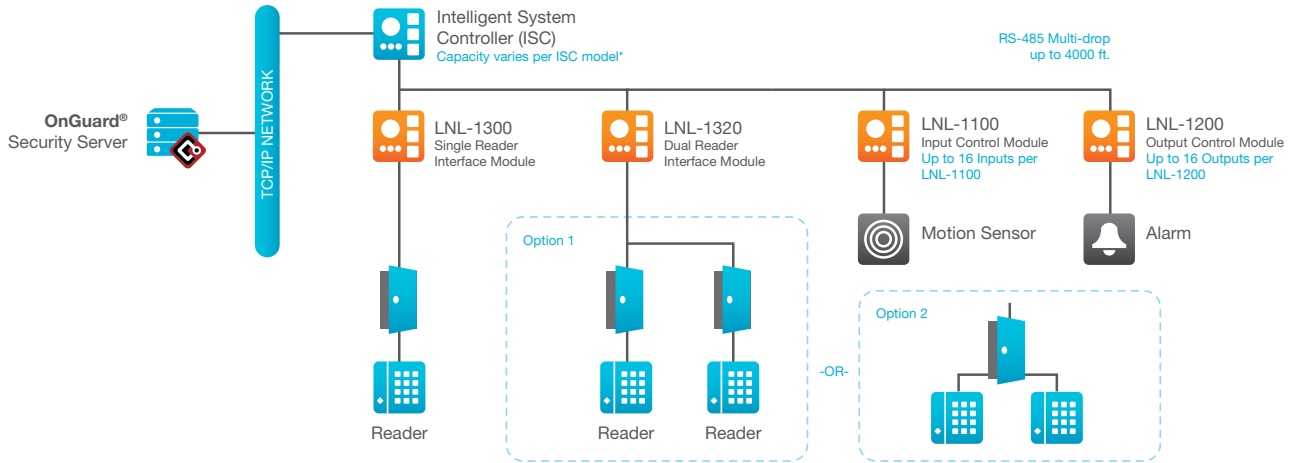 OnGuard®
Security Server
TCP/IP NETWORK
Intelligent System
Controller (ISC)
Capacity varies per ISC model*
RS-485 Multi-drop
up to 4000 ft.
LNL-1300
Single Reader
Interface Module
LNL-1320
Dual Reader
Interface Module
LNL-1100
Input Control Module
Up to 16 Inputs per
LNL-1100
LNL-1200
Output Control Module
Up to 16 Outputs per
LNL-1200
Motion Sensor
Alarm
Option 1
Reader
Reader
Reader
-OR-
Option 2